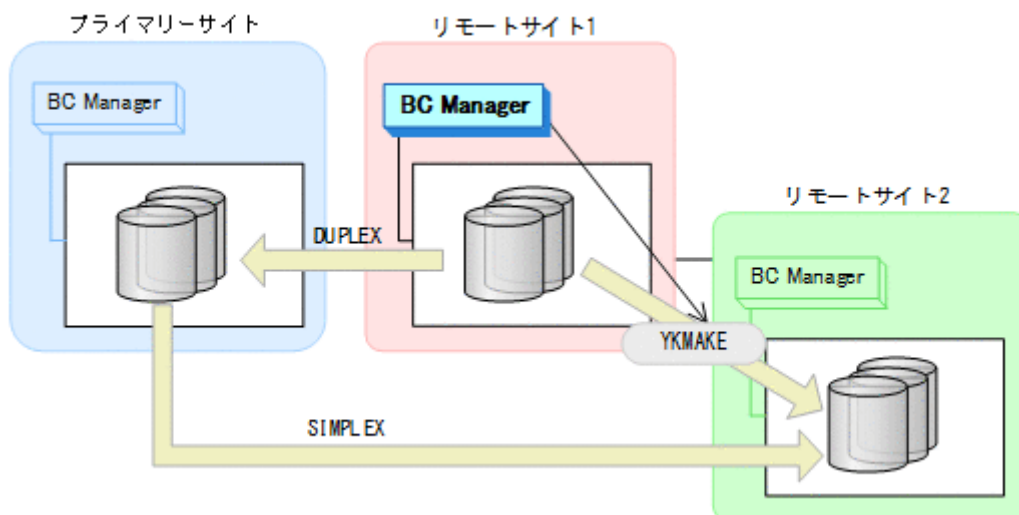 プライマリーサイト
リモートサイト1
BC Manager
BC Manager
リモートサイト2
DUPLEX
BC Manager
YKMAKE
SIMPLEX